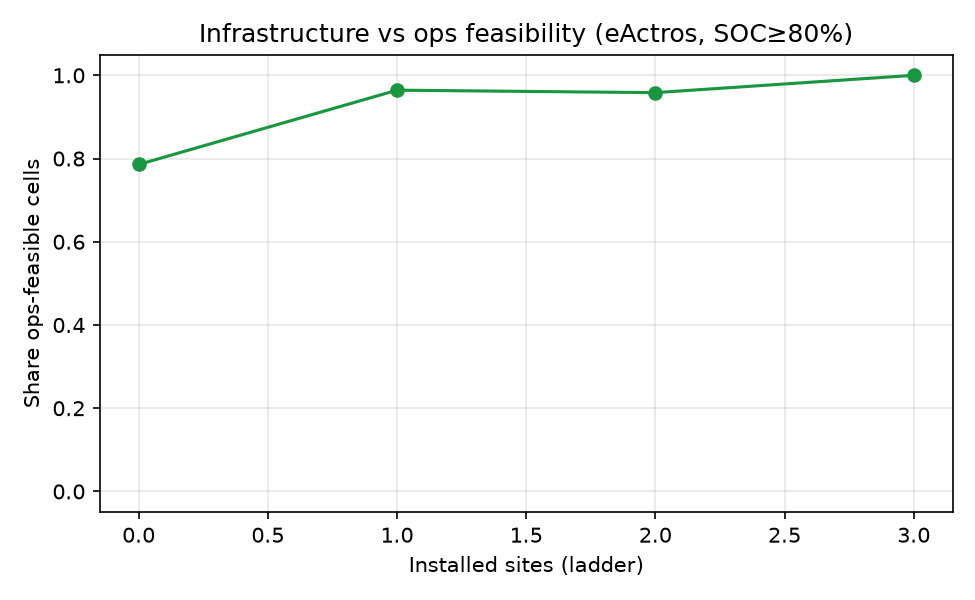 Infrastructure vs ops feasibility (eActros, SOC≥80%)
Share ops-feasible cells
1.0
0.8
0.6
0.4
0.2
0.0
0.0 0.5 1.0 1.5 2.0 2.5 3.0
Installed sites (ladder)